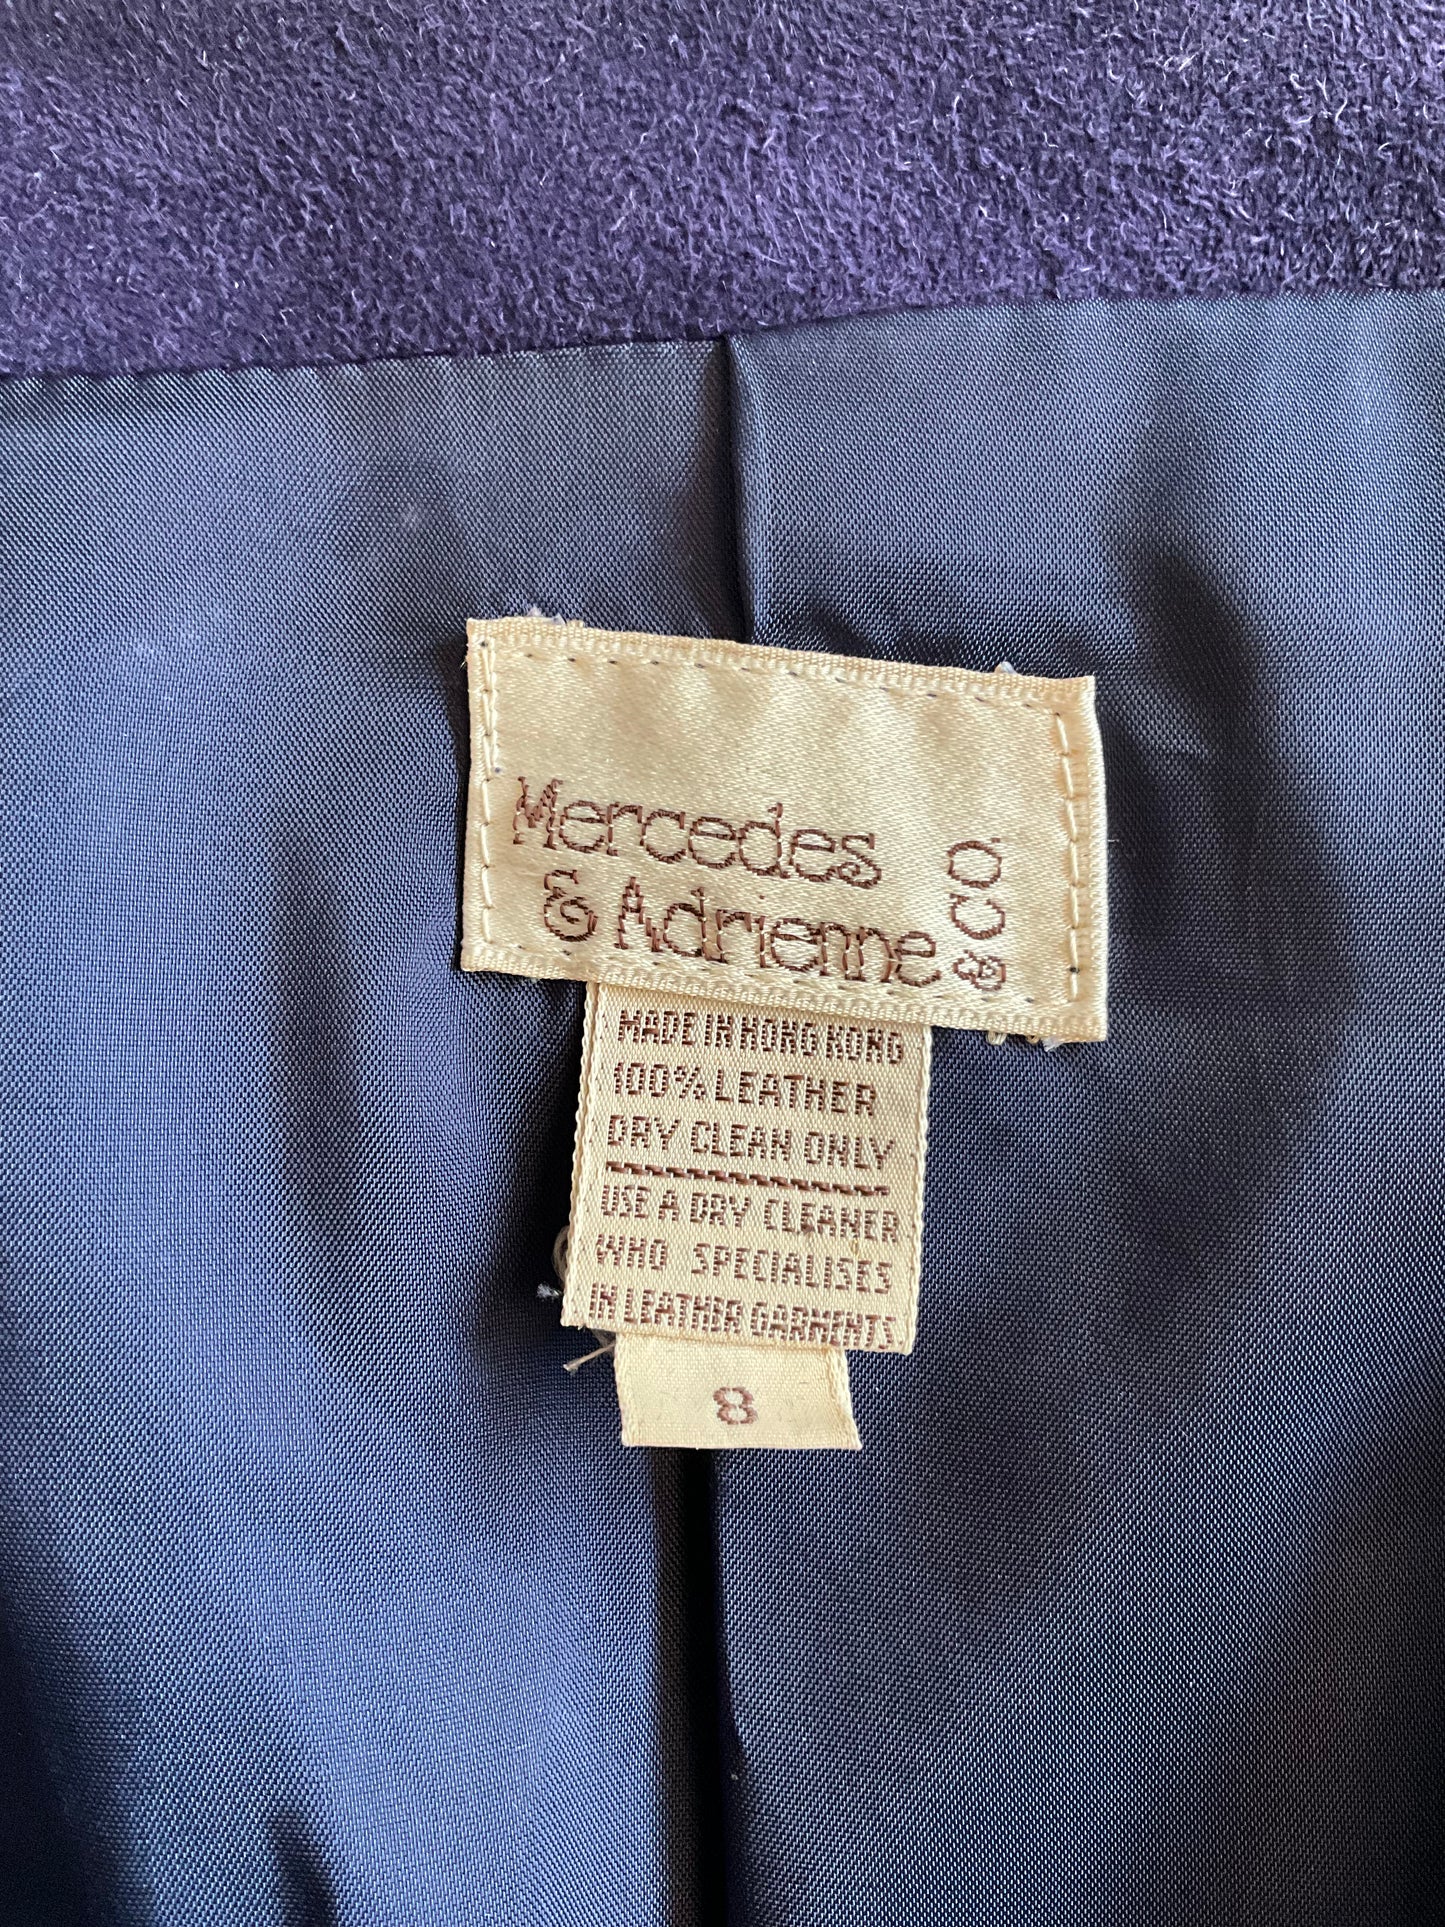 Mercedes
& Adrienne
& CO.
MADE IN HONG KONG
100% LEATHER
DRY CLEAN ONLY
USE A DRY CLEANER
WHO SPECIALISES
IN LEATHER GARMENTS
8